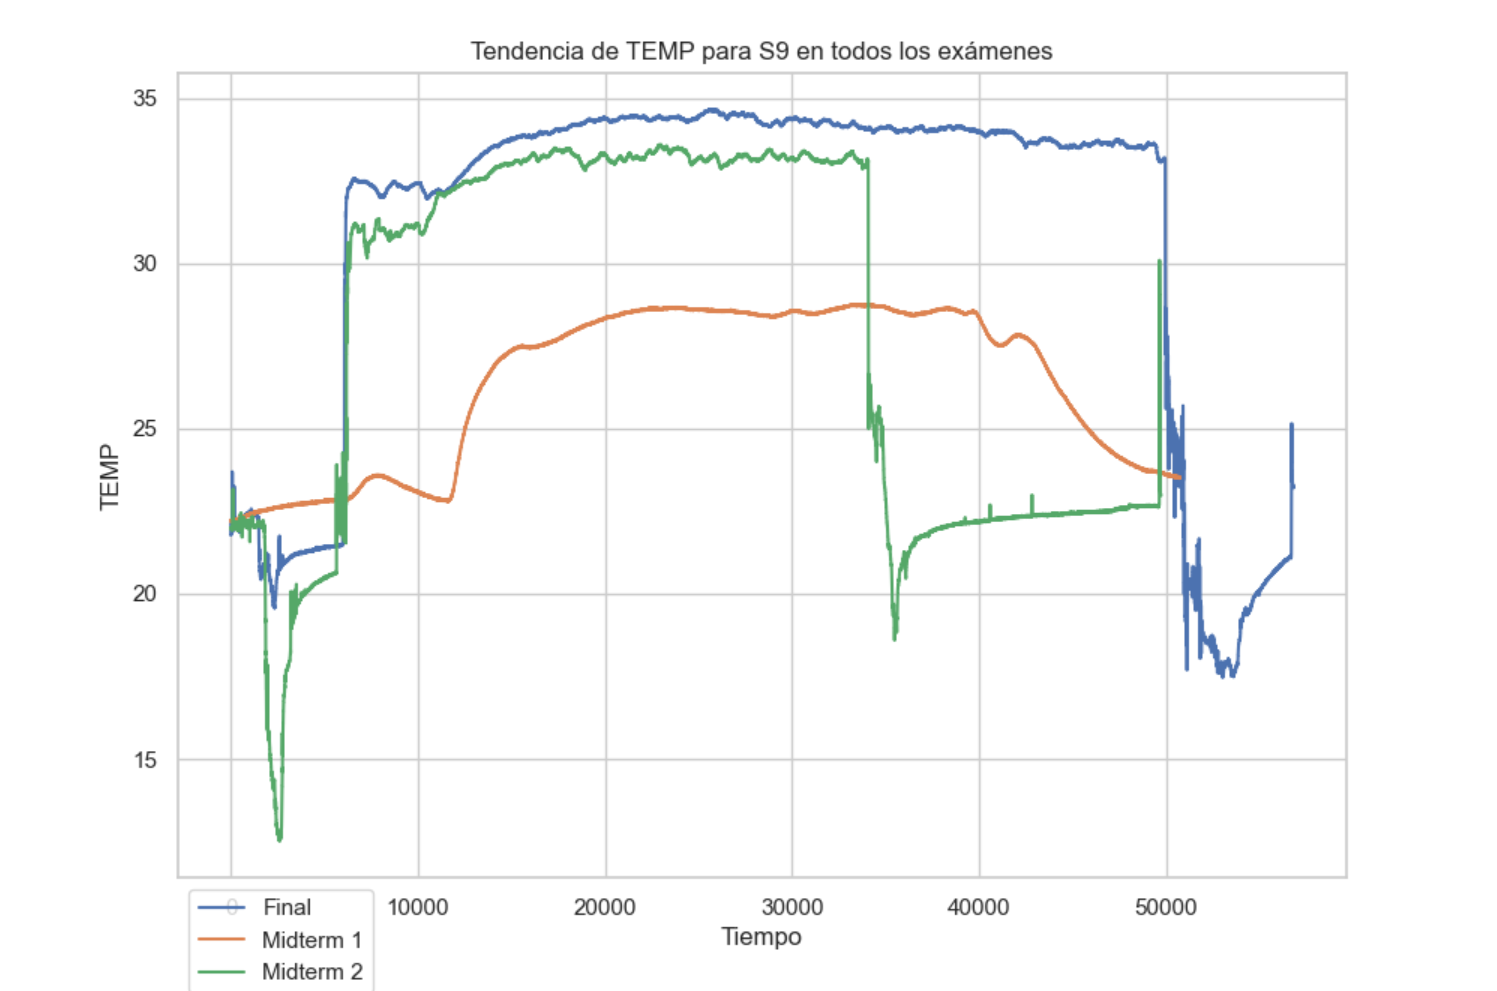 Tendencia de TEMP para S9 en todos los exámenes
35
30
25
20
15
TEMP
0
10000
20000
30000
40000
50000
Tiempo
Final
Midterm 1
Midterm 2